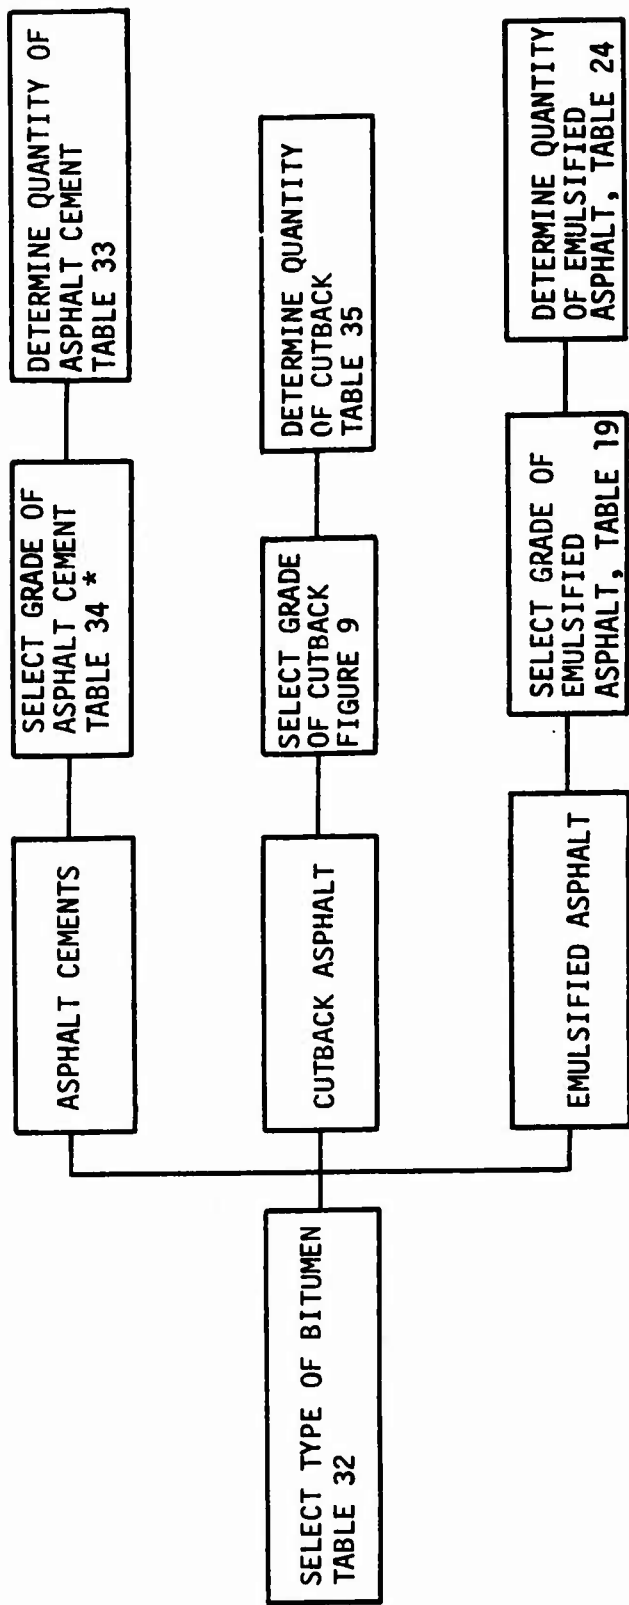 SELECT TYPE OF BITUMEN
TABLE 32
ASPHALT CEMENTS
SELECT GRADE OF
ASPHALT CEMENT
TABLE 34 *
DETERMINE QUANTITY OF
ASPHALT CEMENT
TABLE 33
CUTBACK ASPHALT
SELECT GRADE
OF CUTBACK
FIGURE 9
DETERMINE QUANTITY
OF CUTBACK
TABLE 35
EMULSIFIED ASPHALT
SELECT GRADE OF
EMULSIFIED
ASPHALT, TABLE 19
DETERMINE QUANTITY
OF EMULSIFIED
ASPHALT, TABLE 24